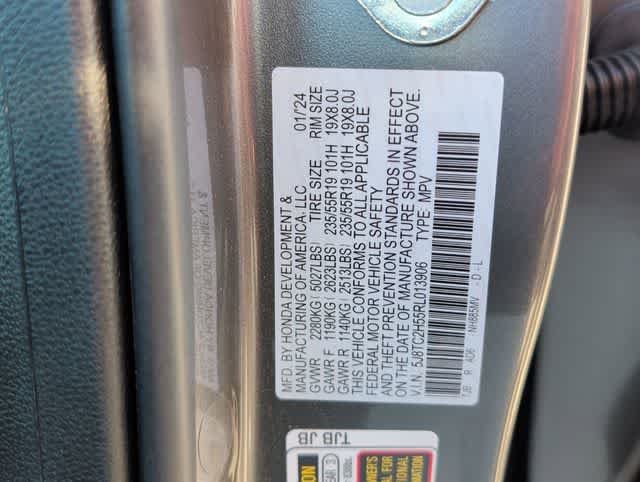 MFD. BY HONDA DEVELOPMENT &
MANUFACTURING OF AMERICA, LLC 01/'24
GVWR 2280KG ( 5027LBS) TIRE SIZE RIM SIZE
GAWR F 1190KG ( 2623LBS) 235/55R19 101H 19X8.0J
GAWR R 1140KG ( 2513LBS) 235/55R19 101H 19X8.0J
THIS VEHICLE CONFORMS TO ALL APPLICABLE
FEDERAL MOTOR VEHICLE SAFETY
AND THEFT PREVENTION STANDARDS IN EFFECT
ON THE DATE OF MANUFACTURE SHOWN ABOVE.
V.I.N.: 5J8TC2H55RL013906 TYPE: MPV
TJB R A06 NH885MV - D - L
TJB JB